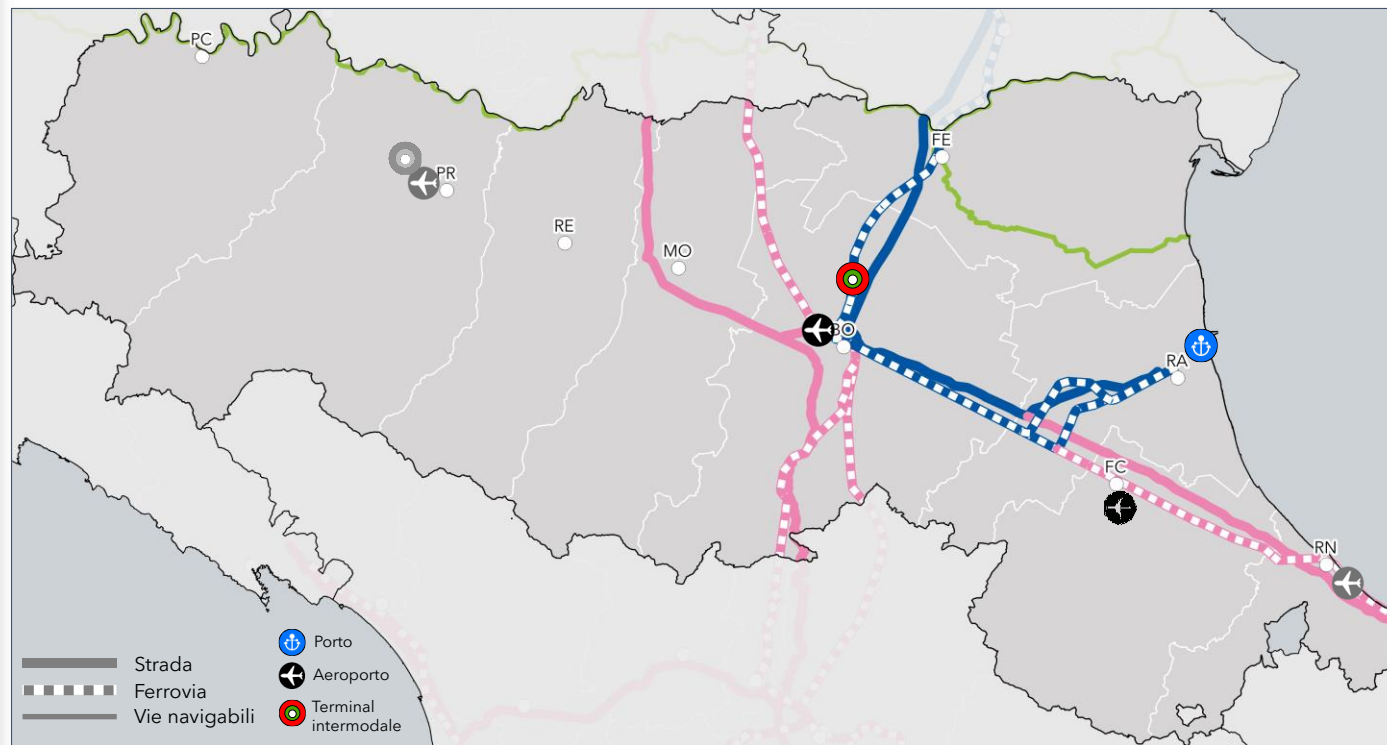 PC
FE
PR
RE
MO
BO
RA
FC
RN
Strada
Ferrovia
Vie navigabili
Porto
Aeroporto
Terminal
intermodale